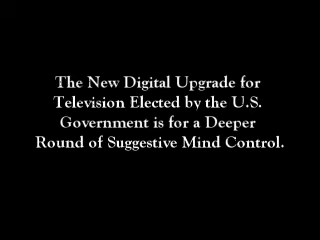 The New Digital Upgrade for
Television Elected by the U.S.
Government is for a Deeper
Round of Suggestive Mind Control.